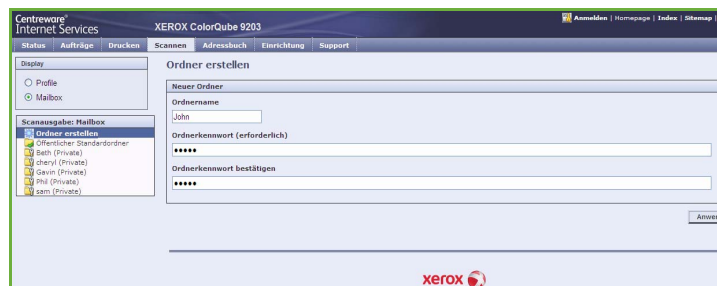 Centreware®
Internet Services
XEROX ColorQube 9203
Anmelden | Homepage | Index | Sitemap |
Status Aufträge Drucken Scannen Adressbuch Einrichtung Support
Display
Profile
Mailbox
Scanausgabe: Mailbox
Ordner erstellen
Öffentlicher Standardordner
Beth (Private)
cheryl (Private)
Gavin (Private)
Phil (Private)
sam (Private)
Ordner erstellen
Neuer Ordner
Ordnername
John
Ordnerkennwort (erforderlich)
•••••
Ordnerkennwort bestätigen
•••••
Anwe
xerox